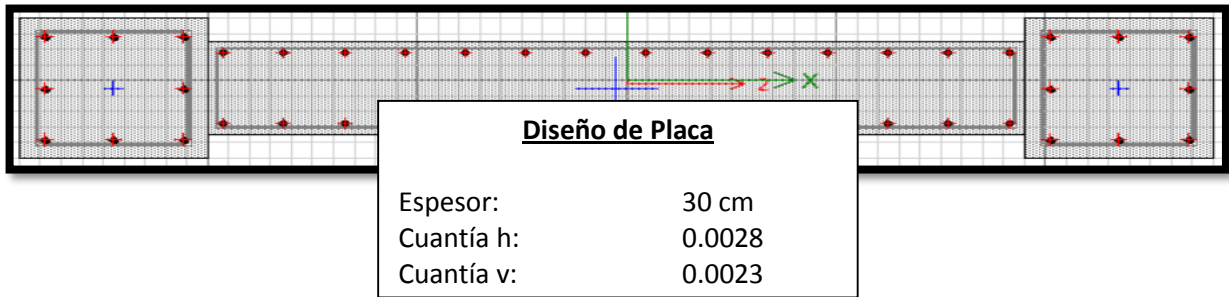 z X
Diseño de Placa
Espesor: 30 cm
Cuantía h: 0.0028
Cuantía v: 0.0023